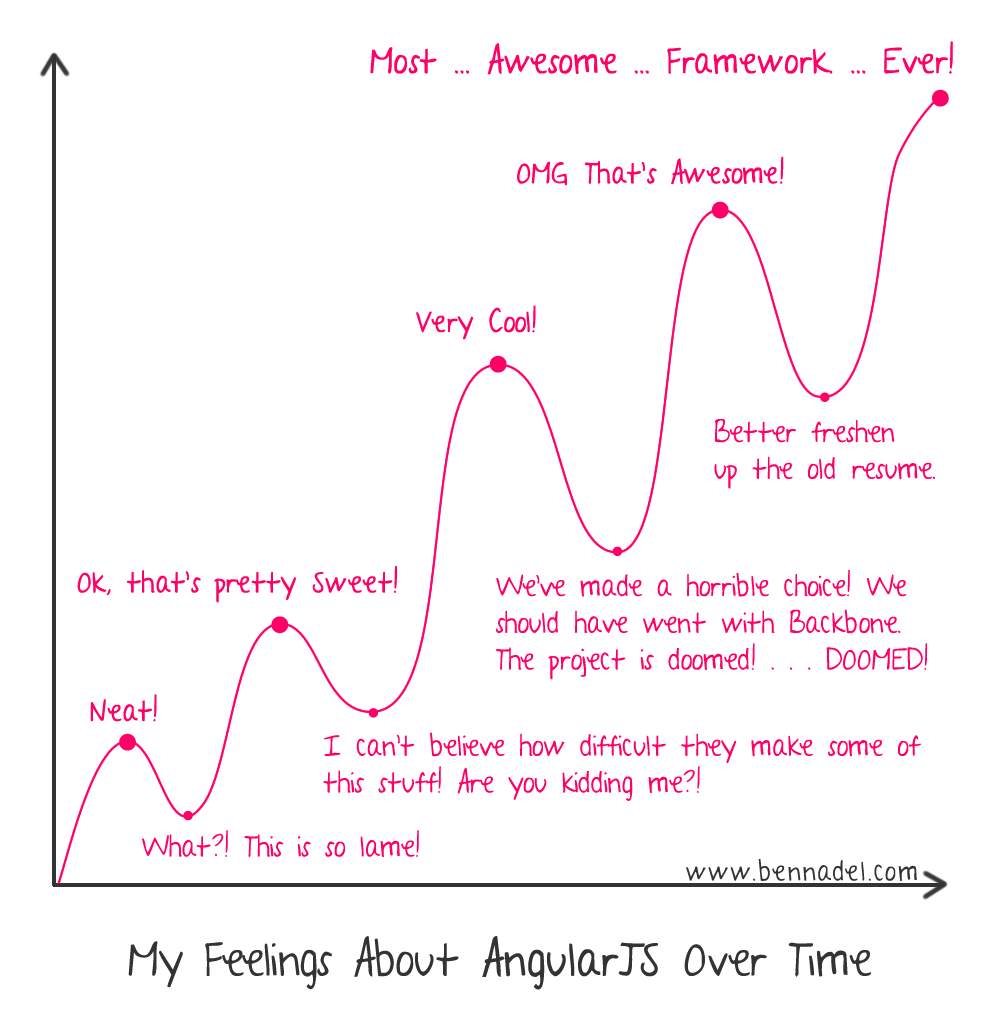 Most ... Awesome ... Framework. ... Ever!
OMG That's Awesome!
Very Cool!
Better freshen
up the old resume.
Ok, that's pretty sweet!
We've made a horrible choice! We
should have went with Backbone.
The project is doomed! . . . DOOMED!
Neat!
I can't believe how difficult they make some of
this stuff! Are you kidding me?!
What?! This is so lame!
www.bennadel.com
My Feelings About AngularJS Over Time